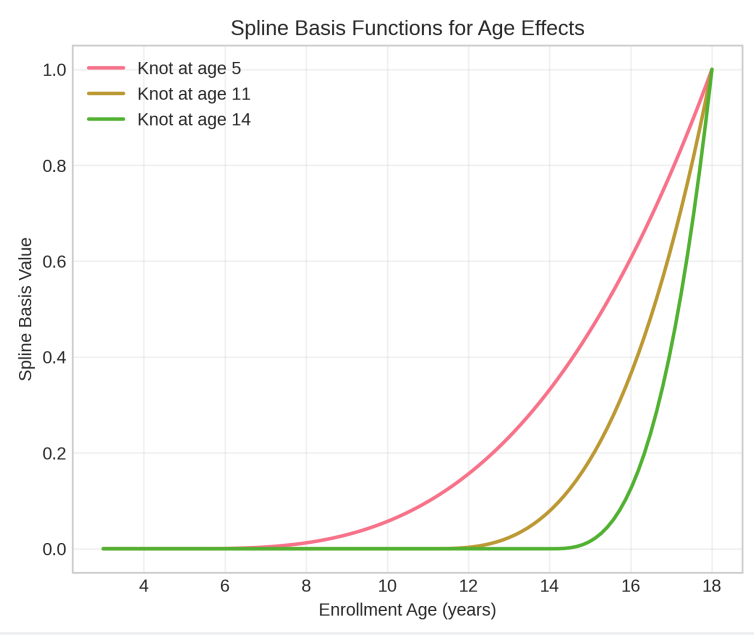 Spline Basis Functions for Age Effects
Knot at age 5
Knot at age 11
Knot at age 14
Spline Basis Value
1.0
0.8
0.6
0.4
0.2
0.0
4 6 8 10 12 14 16 18
Enrollment Age (years)